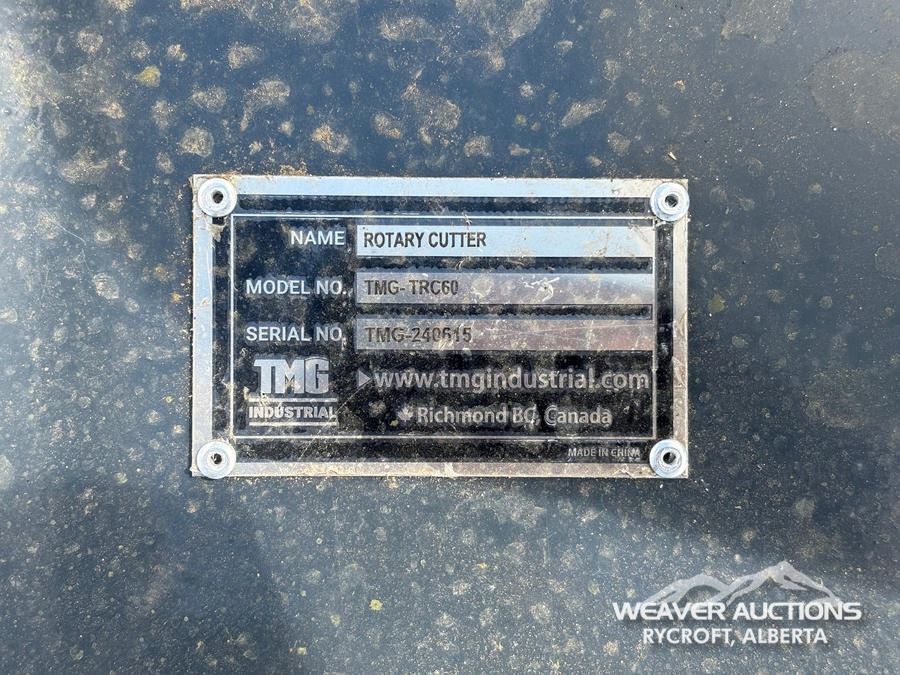 NAME ROTARY CUTTER
MODEL NO. TMG- TRC60
SERIAL NO. TMG-240615
TMG
INDUSTRIAL
www.tmgindustrial.com
Richmond BC, Canada
MADE IN CHINA
WEAVER AUCTIONS
RYCROFT, ALBERTA